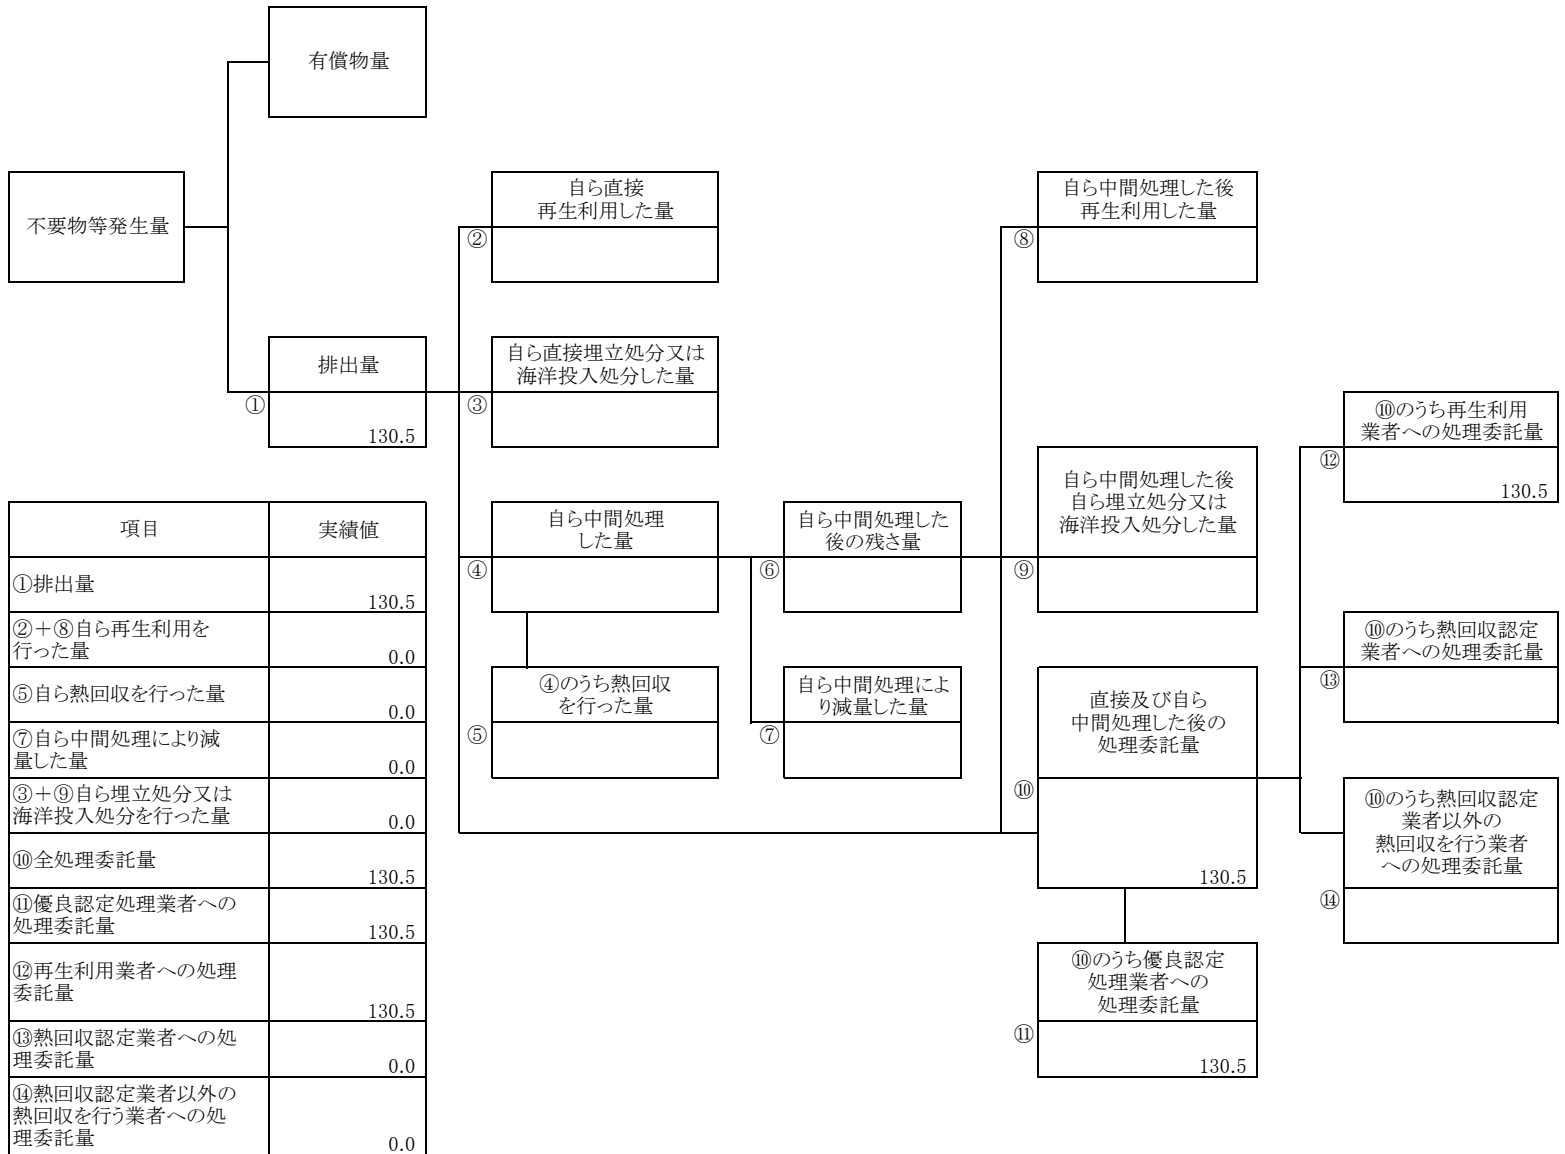 有償物量
不要物等発生量
自ら直接
再生利用した量
②
自ら中間処理した後
再生利用した量
⑧
排出量
①
130.5
自ら直接埋立処分又は
海洋投入処分した量
③
⑩のうち再生利用
業者への処理委託量
⑫
130.5
自ら中間処理
した量
④
自ら中間処理した
後の残さ量
⑥
自ら中間処理した後
自ら埋立処分又は
海洋投入処分した量
⑨
⑩のうち熱回収認定
業者への処理委託量
⑬
④のうち熱回収
を行った量
⑤
自ら中間処理によ
り減量した量
⑦
直接及び自ら
中間処理した後の
処理委託量
⑩
130.5
⑩のうち熱回収認定
業者以外の
熱回収を行う業者
への処理委託量
⑭
⑩のうち優良認定
処理業者への
処理委託量
⑪
130.5
項目
実績値
①排出量
130.5
②＋⑧自ら再生利用を
行った量
0.0
⑤自ら熱回収を行った量
0.0
⑦自ら中間処理により減
量した量
0.0
③＋⑨自ら埋立処分又は
海洋投入処分を行った量
0.0
⑩全処理委託量
130.5
⑪優良認定処理業者への
処理委託量
130.5
⑫再生利用業者への処理
委託量
130.5
⑬熱回収認定業者への処
理委託量
0.0
⑭熱回収認定業者以外の
熱回収を行う業者への処
理委託量
0.0